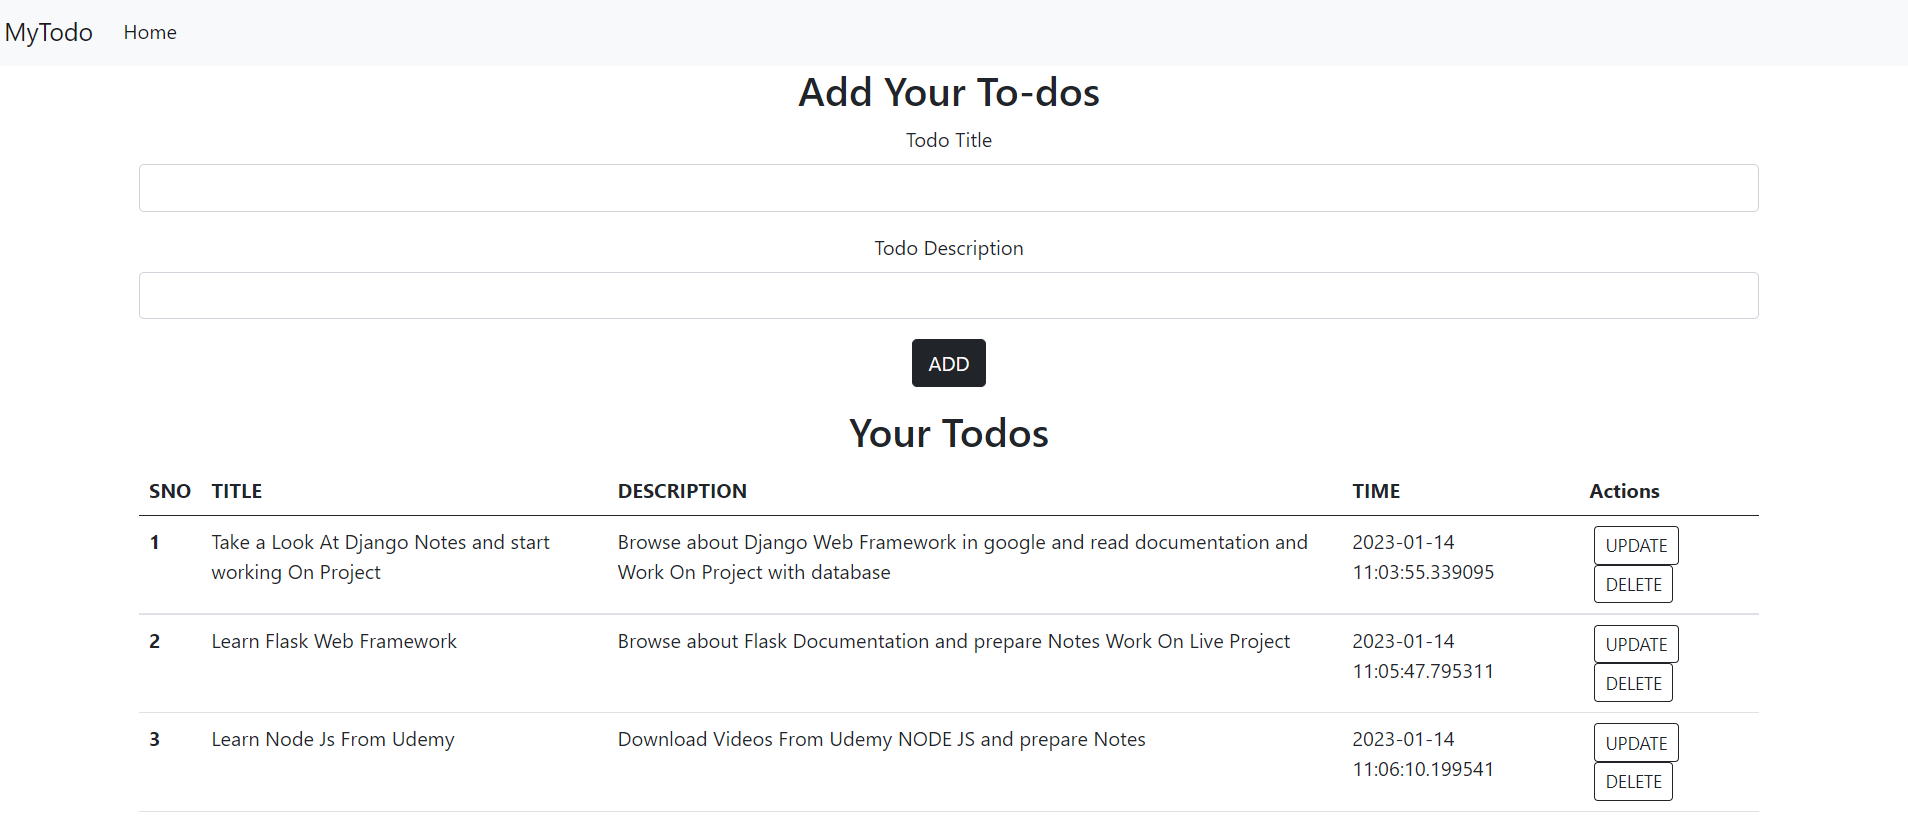 MyTodo Home
Add Your To-dos
Todo Title
Todo Description
ADD
Your Todos
SNO TITLE DESCRIPTION TIME Actions
1 Take a Look At Django Notes and start Browse about Django Web Framework in google and read documentation and 2023-01-14 UPDATE
working On Project Work On Project with database 11:03:55.339095 DELETE
2 Learn Flask Web Framework Browse about Flask Documentation and prepare Notes Work On Live Project 2023-01-14 UPDATE
11:05:47.795311 DELETE
3 Learn Node Js From Udemy Download Videos From Udemy NODE JS and prepare Notes 2023-01-14 UPDATE
11:06:10.199541 DELETE